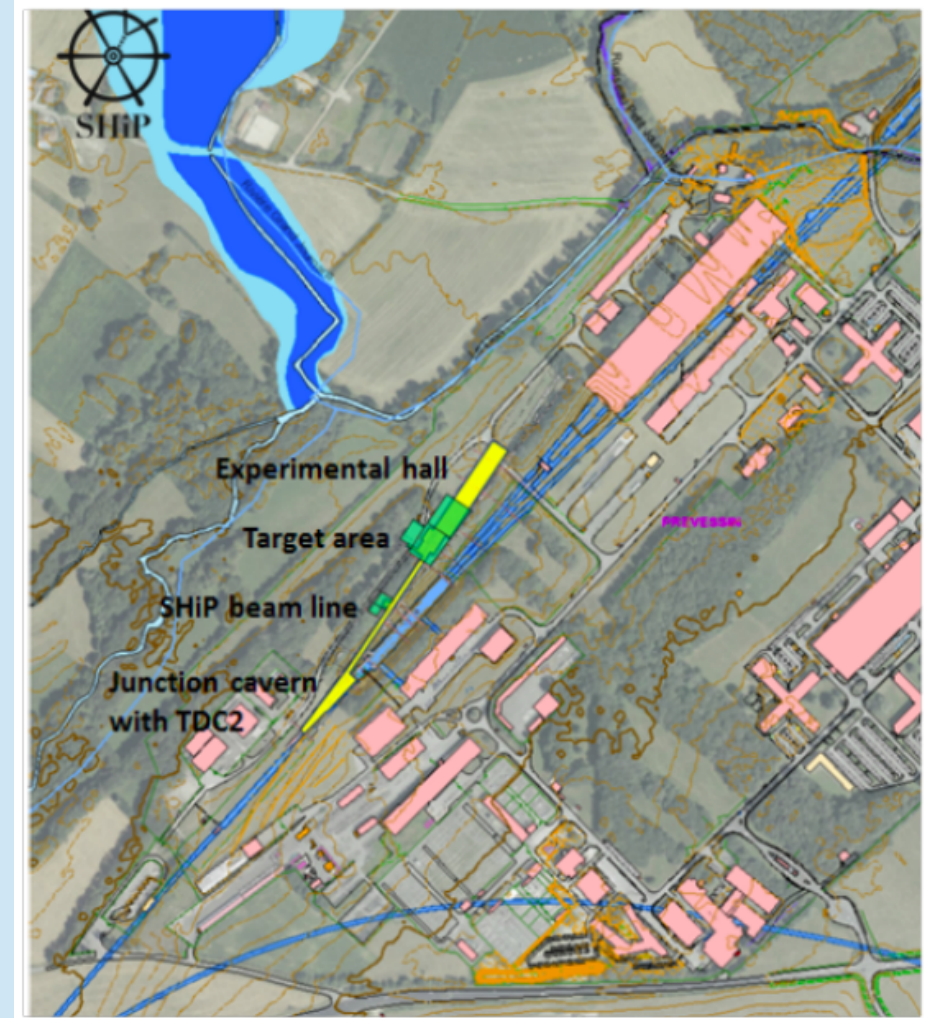 SHiP
Experimental hall
Target area
PREVESSIN
SHiP beam line
Junction cavern
with TDC2